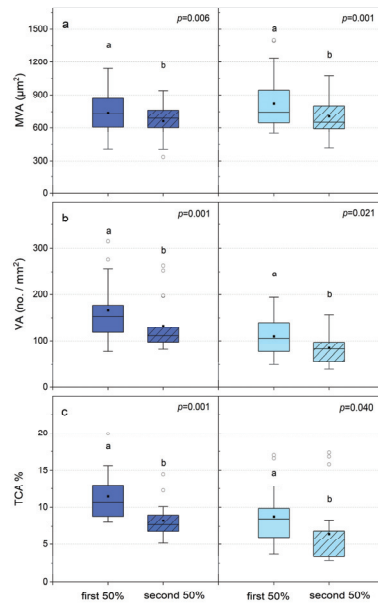 a
p=0.006
p=0.001
1500
1200
900
600
300
0
MVA (µm²)
a
b
a
b
b
p=0.001
p=0.021
300
200
100
0
VA (no. / mm²)
a
b
b
c
p=0.001
p=0.040
20
15
10
5
0
TCA %
a
b
a
b
first 50%
second 50%
first 50%
second 50%